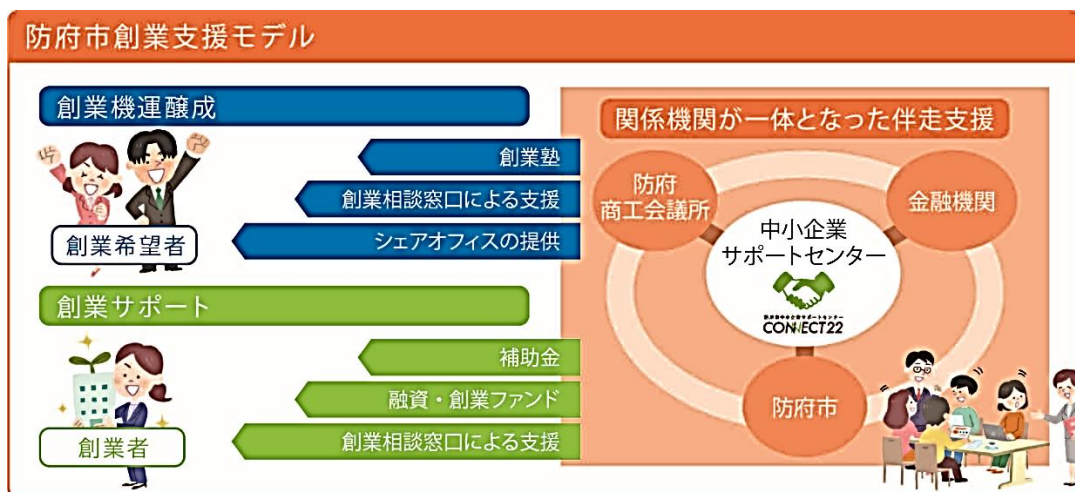 防府市創業支援モデル
創業機運醸成
創業塾
創業相談窓口による支援
シェアオフィスの提供
創業希望者
創業サポート
補助金
融資・創業ファンド
創業相談窓口による支援
創業者
関係機関が一体となった伴走支援
防府
商工会議所
金融機関
中小企業
サポートセンター
CONNECT22
防府市